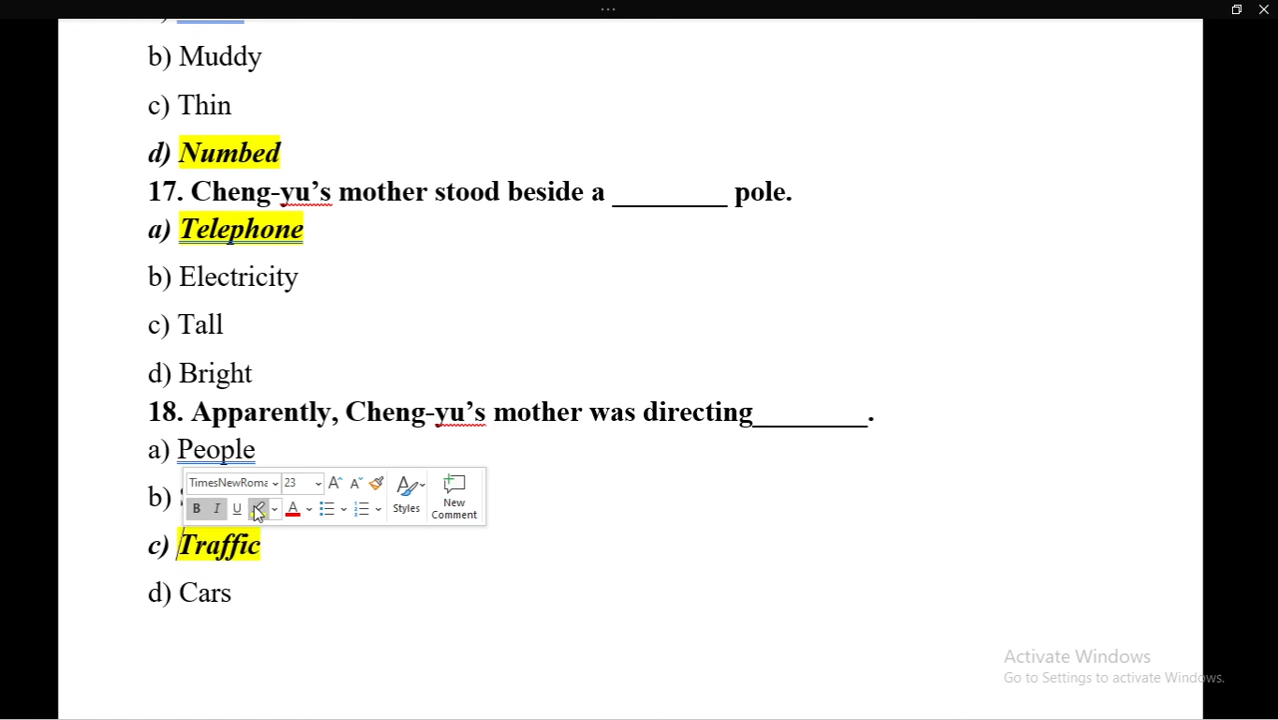 b) Muddy
c) Thin
d) Numbed
17. Cheng-yu’s mother stood beside a ________ pole.
a) Telephone
b) Electricity
c) Tall
d) Bright
18. Apparently, Cheng-yu’s mother was directing________.
a) People
TimesNewRoma 23
b)
B I U A Styles New Comment
c) Traffic
d) Cars
Activate Windows
Go to Settings to activate Windows.